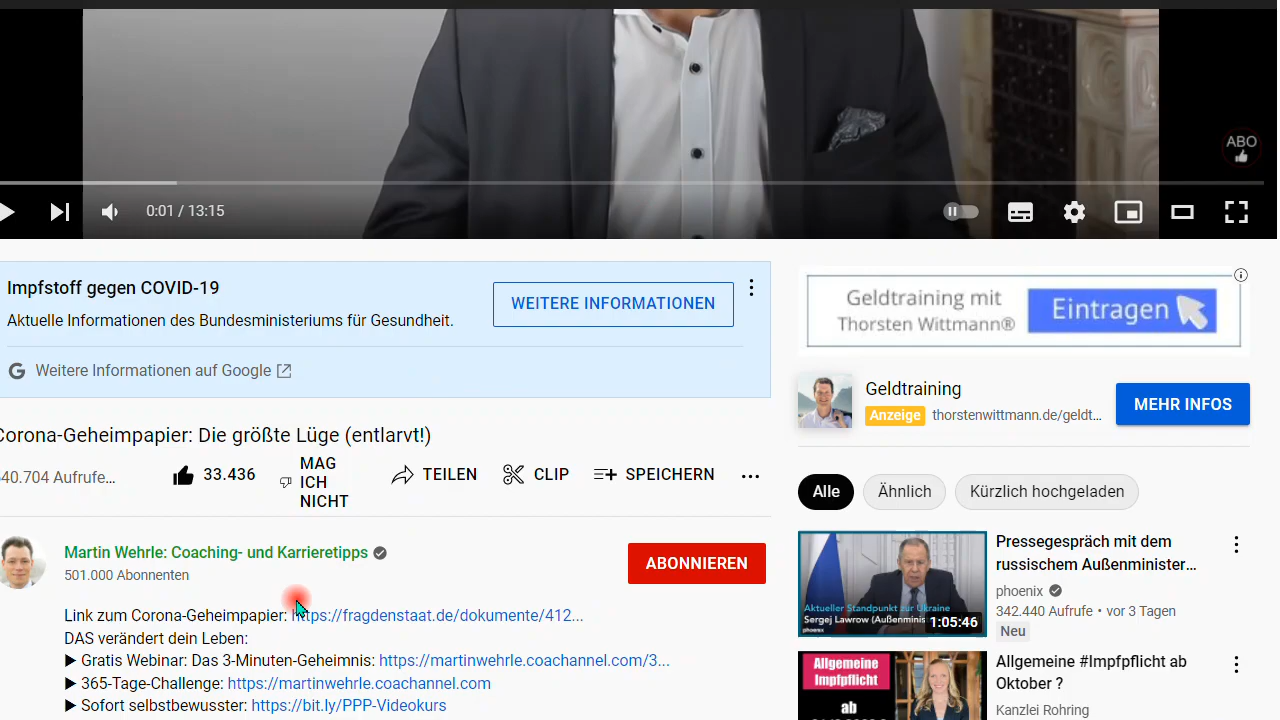 ABO
0:01 / 13:15
Impfstoff gegen COVID-19
Aktuelle Informationen des Bundesministeriums für Gesundheit.
WEITERE INFORMATIONEN
Weitere Informationen auf Google
Corona-Geheimpapier: Die größte Lüge (entlarvt!)
40.704 Aufrufe...
33.436
MAG
ICH
NICHT
TEILEN
CLIP
SPEICHERN
Martin Wehrle: Coaching- und Karrieretipps
501.000 Abonnenten
ABONNIEREN
Link zum Corona-Geheimpapier: https://fragdenstaat.de/dokumente/412...
DAS verändert dein Leben:
▶ Gratis Webinar: Das 3-Minuten-Geheimnis: https://martinwehrle.coachannel.com/3...
▶ 365-Tage-Challenge: https://martinwehrle.coachannel.com
▶ Sofort selbstbewusster: https://bit.ly/PPP-Videokurs
Geldtraining mit
Thorsten Wittmann®
Eintragen
Geldtraining
Anzeige thorstenwittmann.de/geldt...
MEHR INFOS
Alle
Ähnlich
Kürzlich hochgeladen
Aktueller Standpunkt zur Ukraine
Sergej Lawrow (Außenminis
phoenix
1:05:46
Pressegespräch mit dem
russischem Außenminister...
phoenix
342.440 Aufrufe • vor 3 Tagen
Neu
Allgemeine
Impfpflicht
ab
Allgemeine #Impfpflicht ab
Oktober ?
Kanzlei Rohring